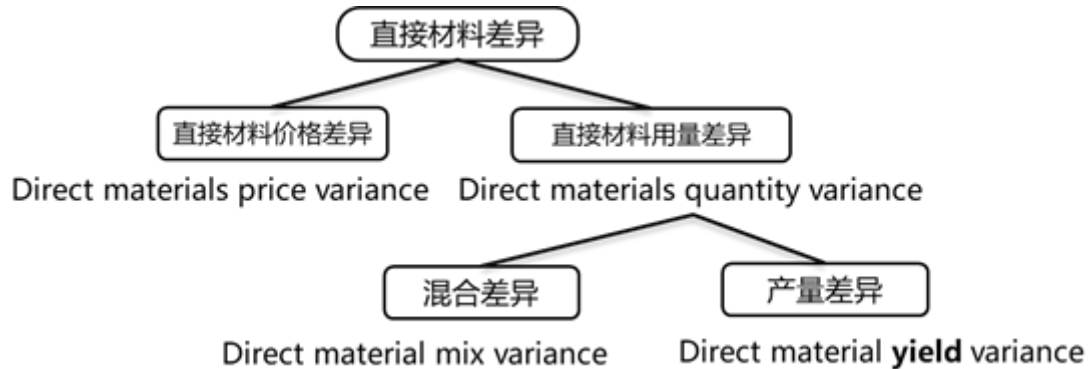 直接材料差异
直接材料价格差异
直接材料用量差异
Direct materials price variance
Direct materials quantity variance
混合差异
产量差异
Direct material mix variance
Direct material yield variance